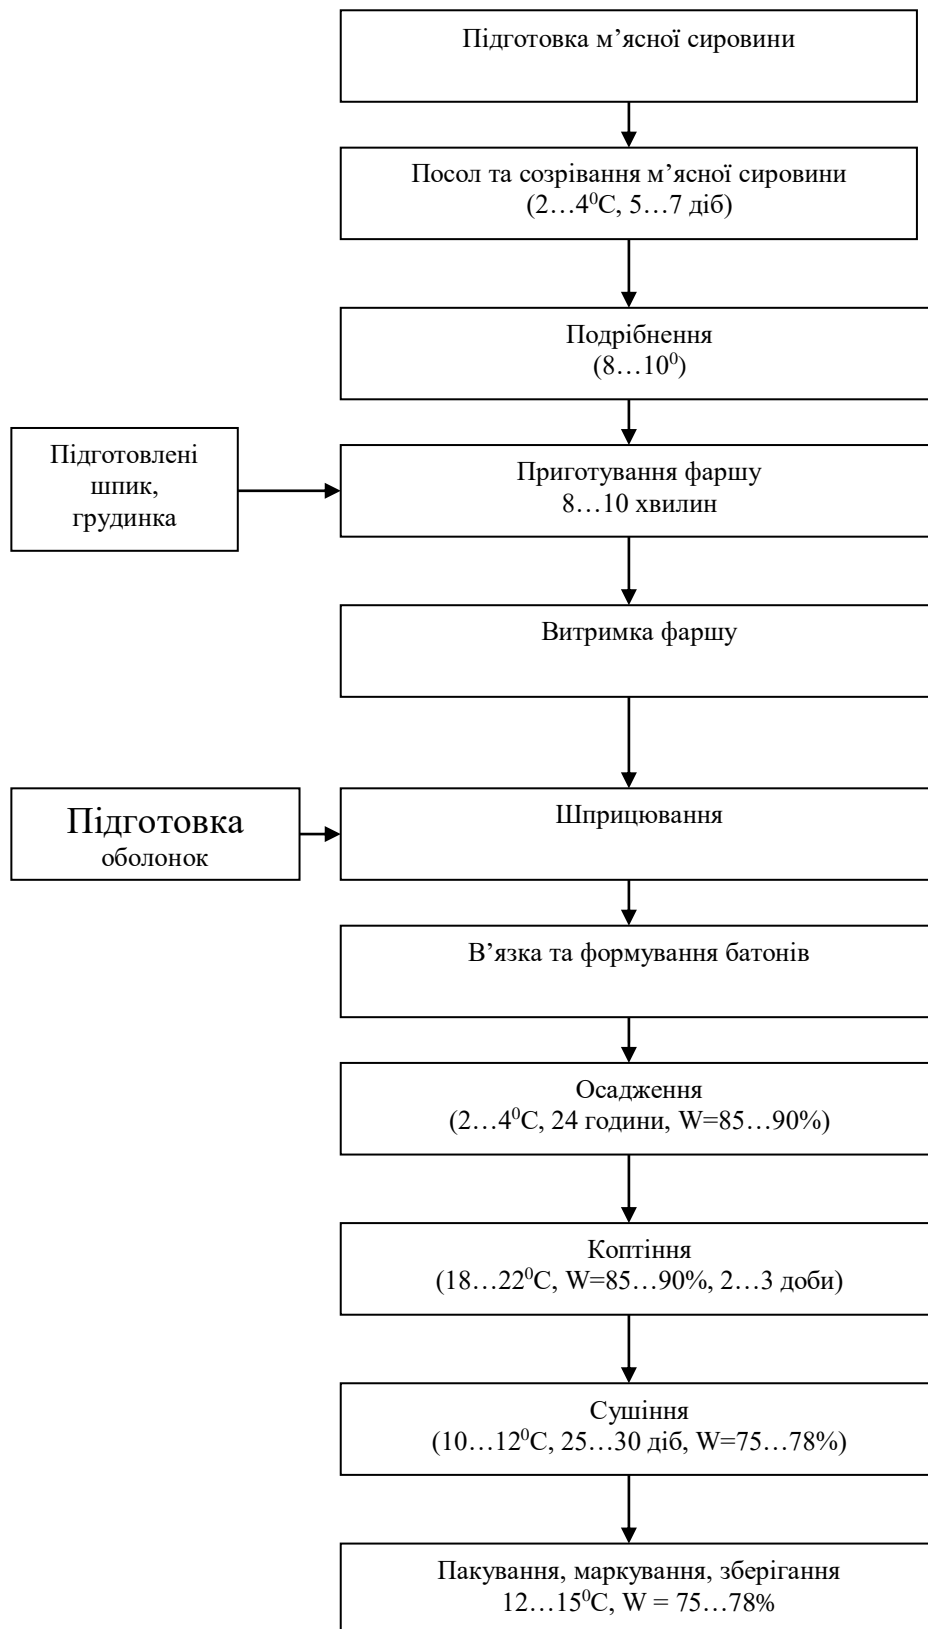 Підготовка м’ясної сировини
Посол та созрівання м’ясної сировини
(2…4⁰С, 5…7 діб)
Подрібнення
(8…10⁰)
Підготовлені
шпик,
грудинка
Приготування фаршу
8…10 хвилин
Витримка фаршу
Підготовка
оболонок
Шприцювання
В’язка та формування батонів
Осадження
(2…4⁰С, 24 години, W=85…90%)
Коптіння
(18…22⁰С, W=85…90%, 2…3 доби)
Сушіння
(10…12⁰С, 25…30 діб, W=75…78%)
Пакування, маркування, зберігання
12…15⁰С, W = 75…78%